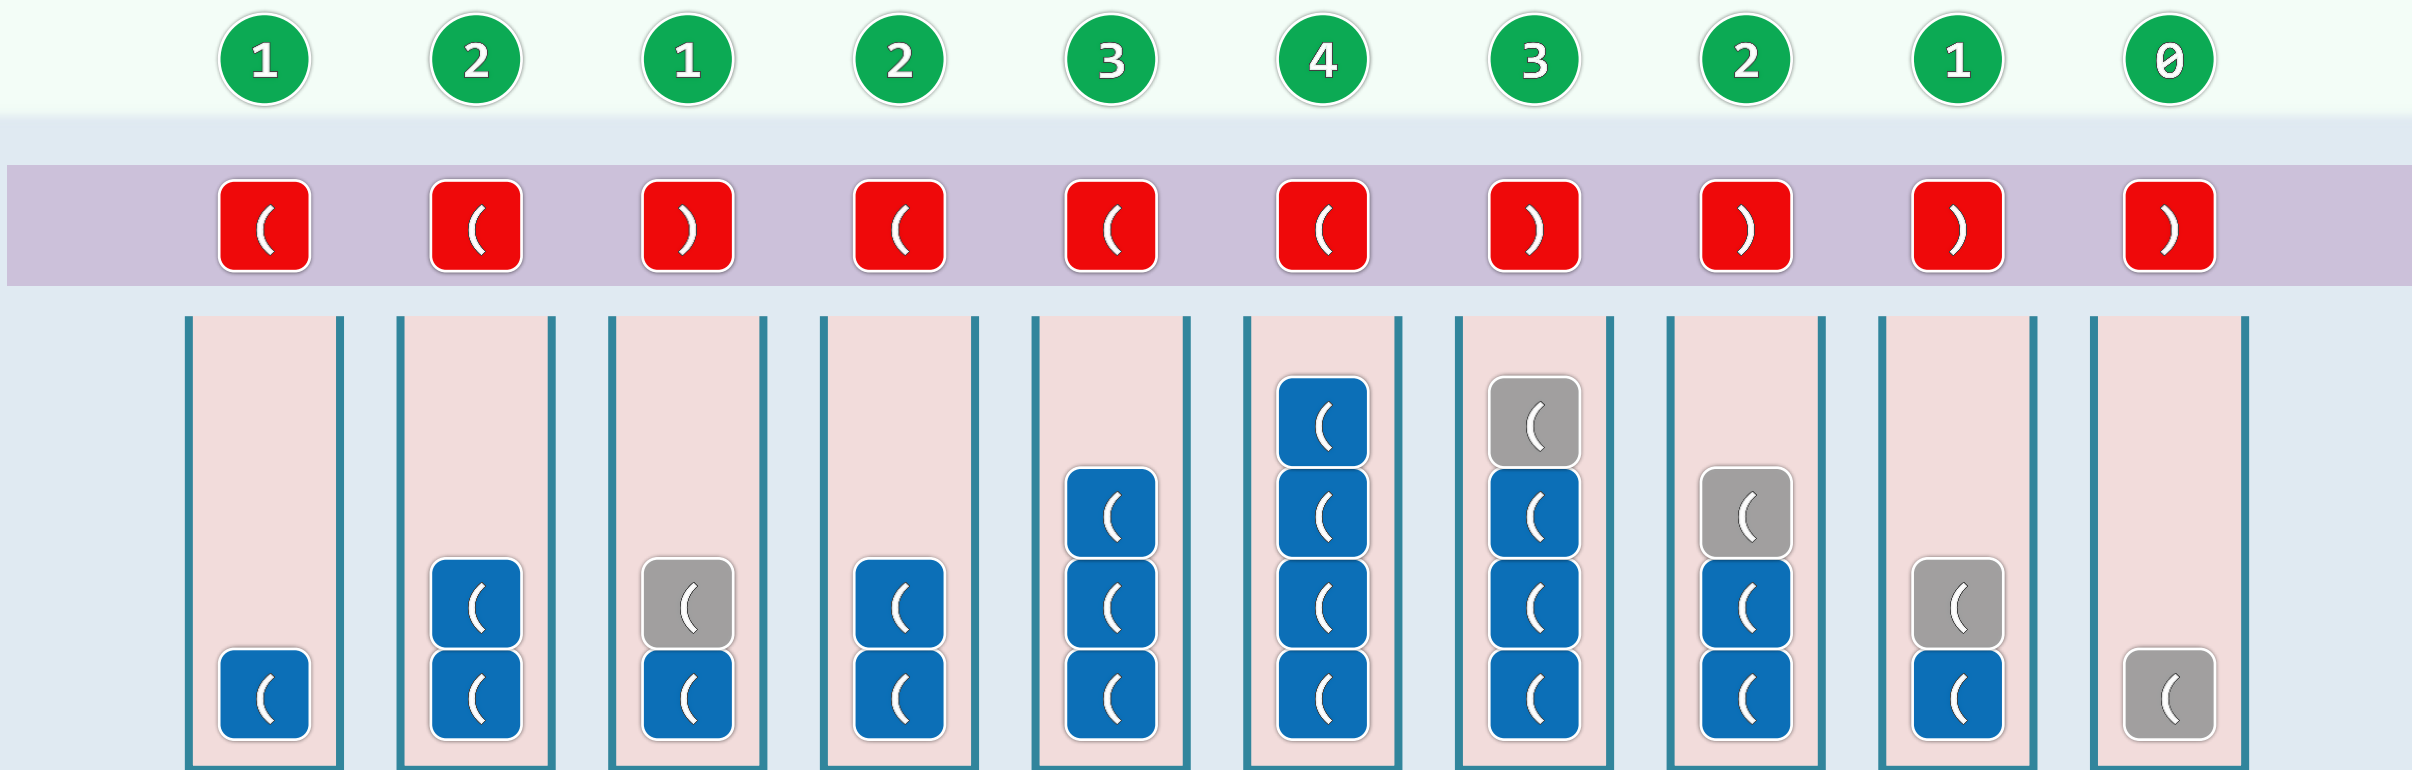 1 2 1 2 3 4 3 2 1 0
( ( ) ( ( ( ) ) ) )
( (
( ( ( (
( ( ( ( ( ( ( (
( ( ( ( ( ( ( ( ( (